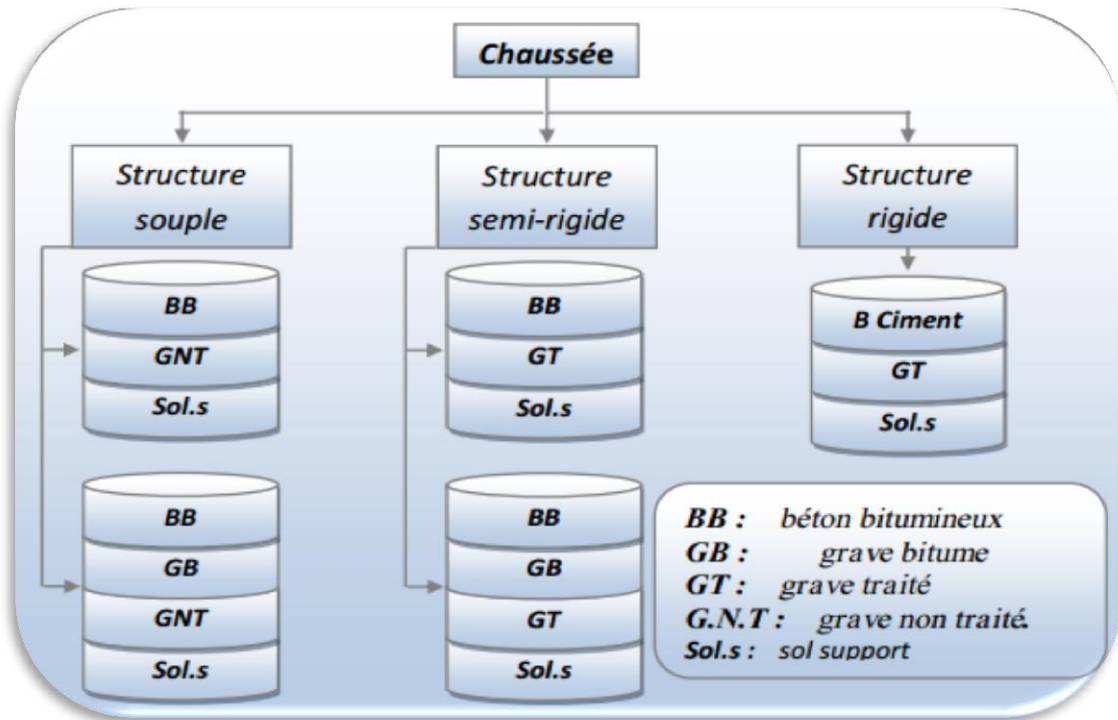 Chaussée
Structure
souple
Structure
semi-rigide
Structure
rigide
BB
GNT
Sol.s
BB
GT
Sol.s
B Ciment
GT
Sol.s
BB
GB
GNT
Sol.s
BB
GB
GT
Sol.s
BB : béton bitumineux
GB : grave bitume
GT : grave traité
G.N.T : grave non traité.
Sol.s : sol support